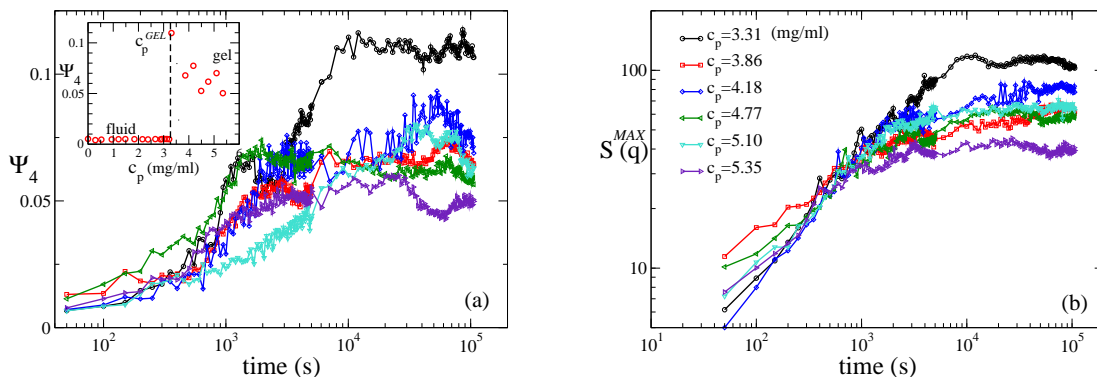 c_p^GEL
gel
Ψ_4
0.1
0.05
0
fluid
0 1 2 3 4 5
c_p (mg/ml)
0.1
0.05
0
Ψ_4
(a)
10^2 10^3 10^4 10^5
time (s)
c_p=3.31 (mg/ml)
c_p=3.86
c_p=4.18
c_p=4.77
c_p=5.10
c_p=5.35
100
10
S^MAX(q)
(b)
10^1 10^2 10^3 10^4 10^5
time (s)